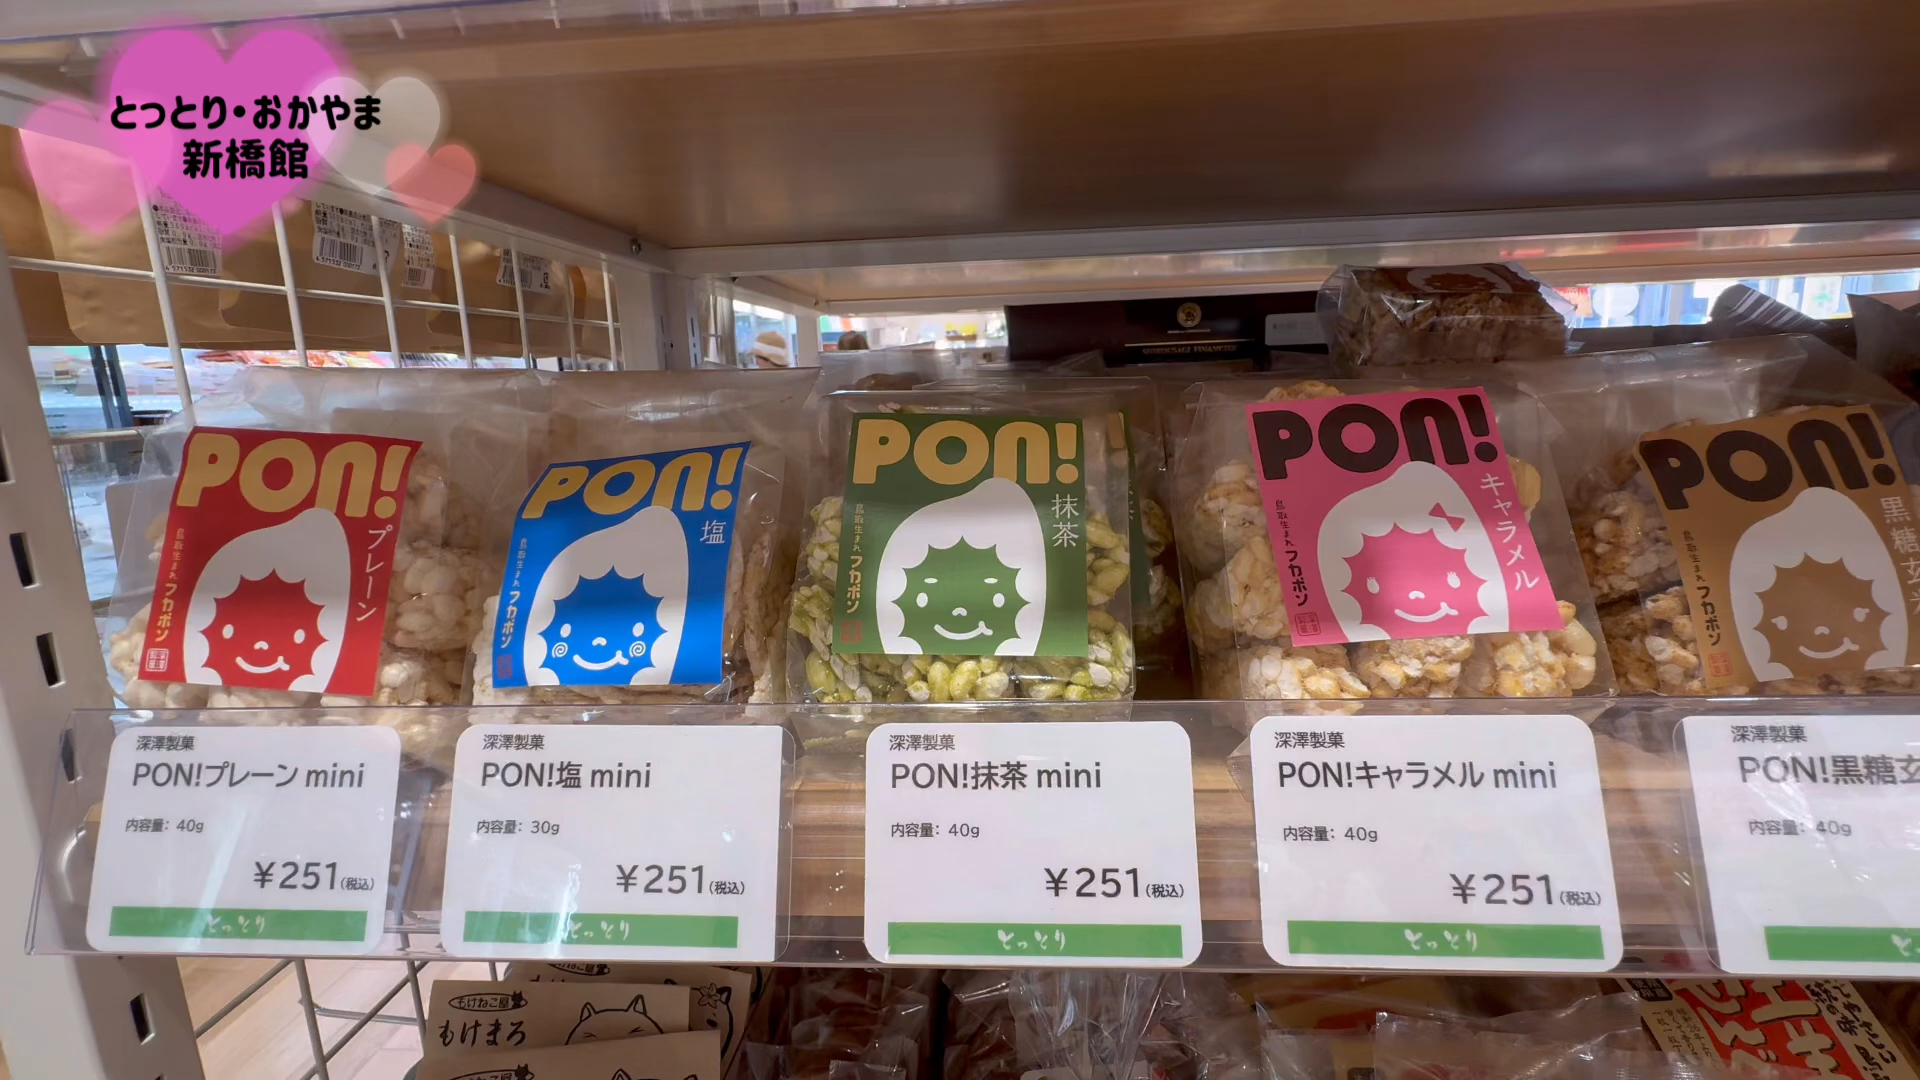 とっとり・おかやま
新橋館
PON!
プレーン
鳥取生まれ
フカポン
PON!
塩
鳥取生まれ
フカポン
PON!
抹茶
鳥取生まれ
フカポン
PON!
キャラメル
鳥取生まれ
フカポン
PON!
黒糖玄米
鳥取生まれ
フカポン
深澤製菓
PON!プレーン mini
内容量: 40g
¥251(税込)
とっとり
深澤製菓
PON!塩 mini
内容量: 30g
¥251(税込)
とっとり
深澤製菓
PON!抹茶 mini
内容量: 40g
¥251(税込)
とっとり
深澤製菓
PON!キャラメル mini
内容量: 40g
¥251(税込)
とっとり
深澤製菓
PON!黒糖玄
内容量: 40g
と
もけねこ屋
もけまろ